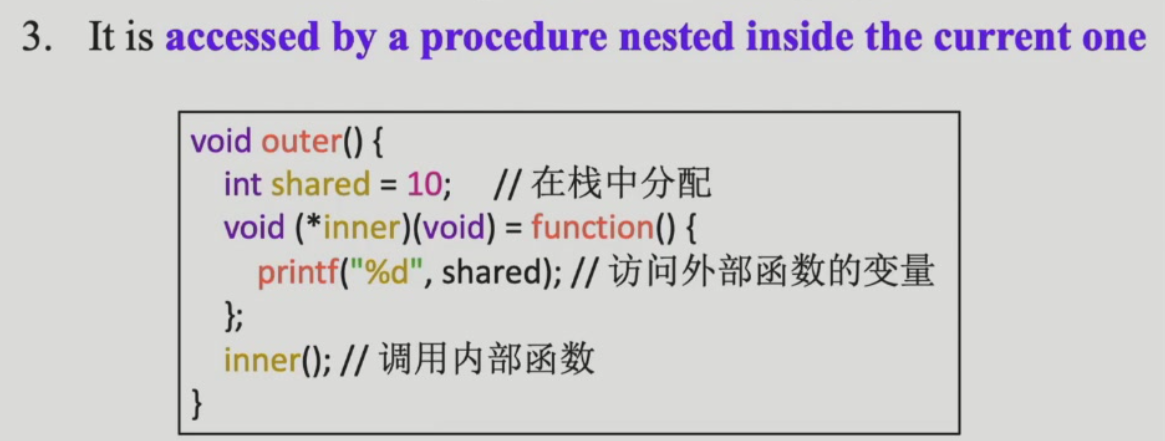 3. It is accessed by a procedure nested inside the current one
void outer() {
int shared = 10; // 在栈中分配
void (*inner)(void) = function() {
printf("%d", shared); // 访问外部函数的变量
};
inner(); // 调用内部函数
}